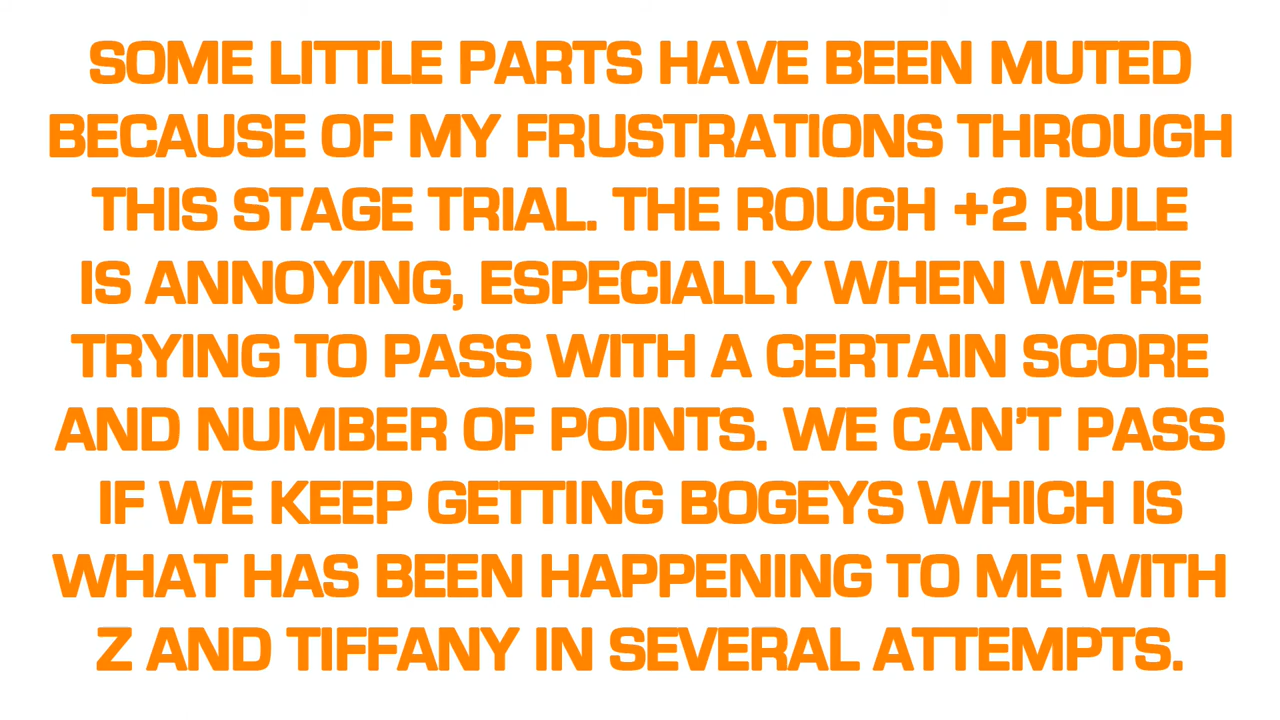 SOME LITTLE PARTS HAVE BEEN MUTED
BECAUSE OF MY FRUSTRATIONS THROUGH
THIS STAGE TRIAL. THE ROUGH +2 RULE
IS ANNOYING, ESPECIALLY WHEN WE’RE
TRYING TO PASS WITH A CERTAIN SCORE
AND NUMBER OF POINTS. WE CAN’T PASS
IF WE KEEP GETTING BOGEYS WHICH IS
WHAT HAS BEEN HAPPENING TO ME WITH
Z AND TIFFANY IN SEVERAL ATTEMPTS.